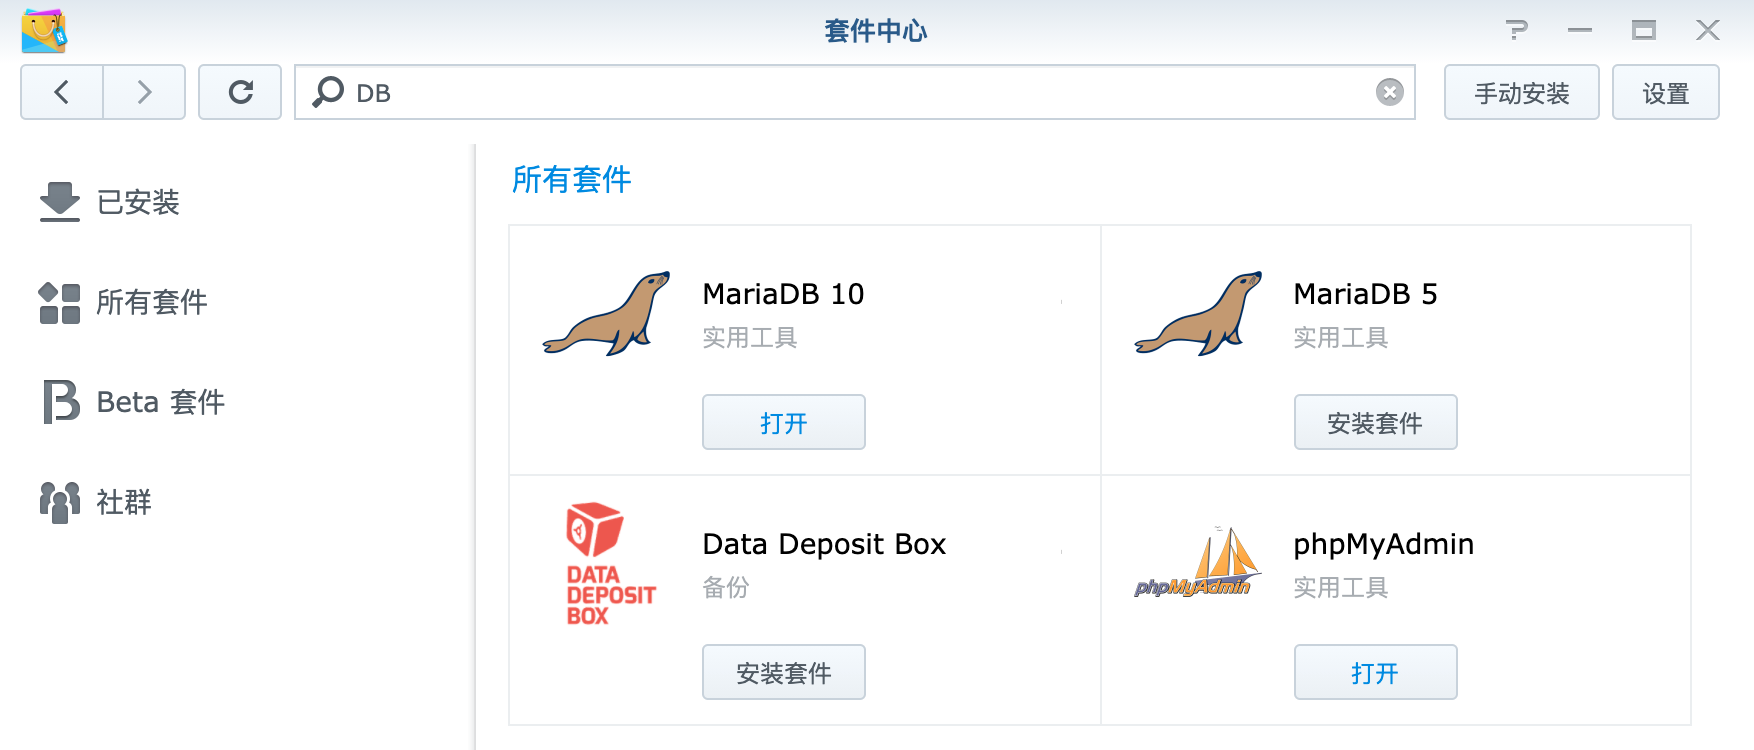 套件中心
DB
手动安装
设置
已安装
所有套件
Beta 套件
社群
所有套件
MariaDB 10
实用工具
打开
MariaDB 5
实用工具
安装套件
DATA
DEPOSIT
BOX
Data Deposit Box
备份
安装套件
phpMyAdmin
phpMyAdmin
实用工具
打开